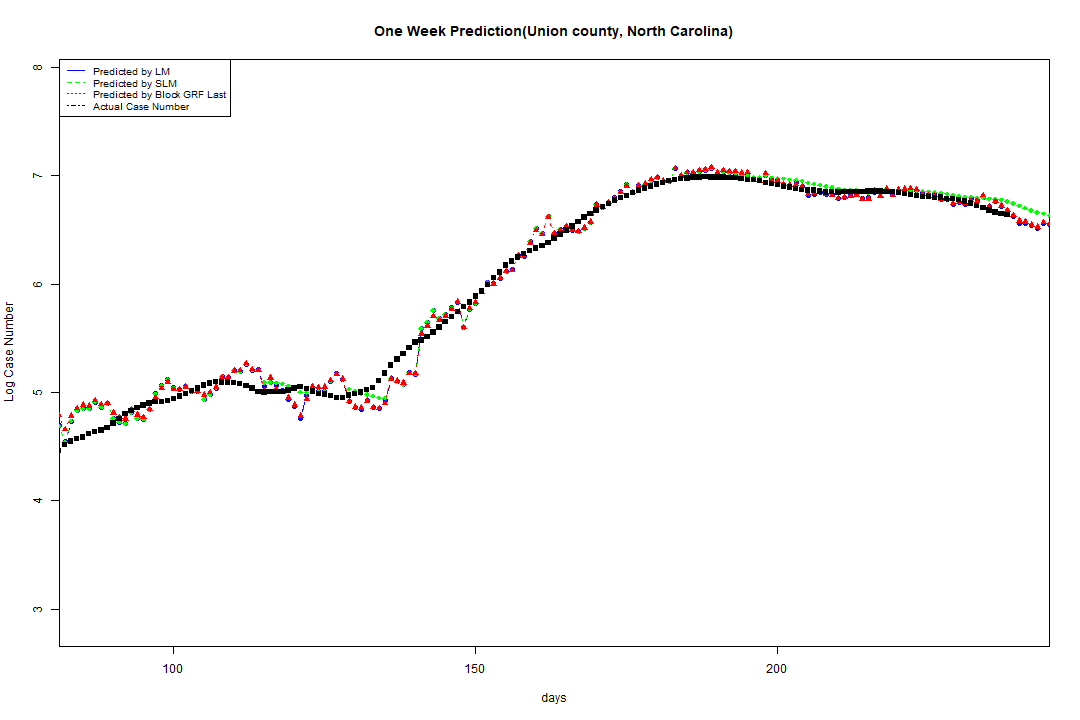 One Week Prediction(Union county, North Carolina)
Predicted by LM
Predicted by SLM
Predicted by Block GRF Last
Actual Case Number
8
7
6
5
4
3
Log Case Number
100 150 200
days